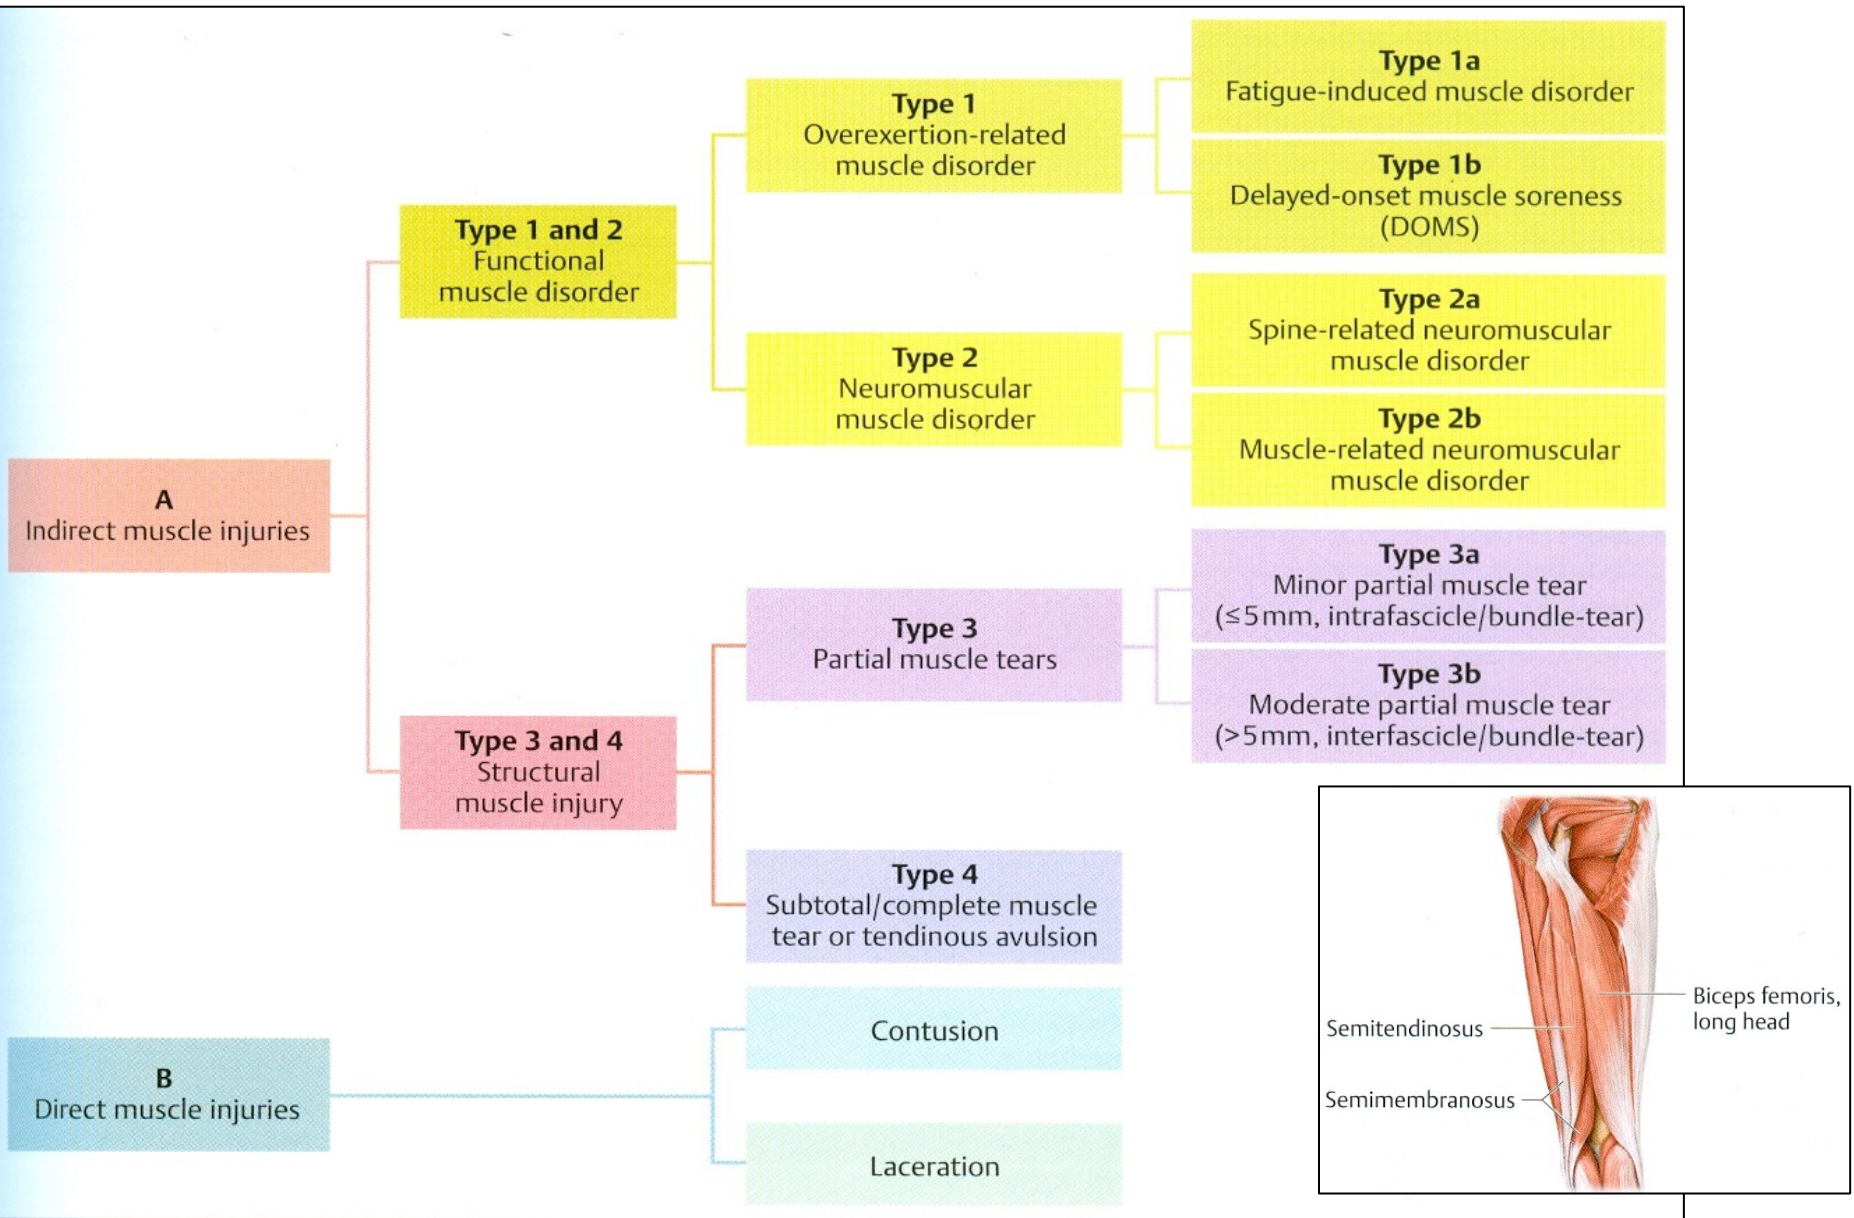 A
Indirect muscle injuries
Type 1 and 2
Functional
muscle disorder
Type 1
Overexertion-related
muscle disorder
Type 1a
Fatigue-induced muscle disorder
Type 1b
Delayed-onset muscle soreness
(DOMS)
Type 2
Neuromuscular
muscle disorder
Type 2a
Spine-related neuromuscular
muscle disorder
Type 2b
Muscle-related neuromuscular
muscle disorder
Type 3 and 4
Structural
muscle injury
Type 3
Partial muscle tears
Type 3a
Minor partial muscle tear
(≤5mm, intrafascicle/bundle-tear)
Type 3b
Moderate partial muscle tear
(>5mm, interfascicle/bundle-tear)
Type 4
Subtotal/complete muscle
tear or tendinous avulsion
B
Direct muscle injuries
Contusion
Laceration
Semitendinosus
Semimembranosus
Biceps femoris,
long head